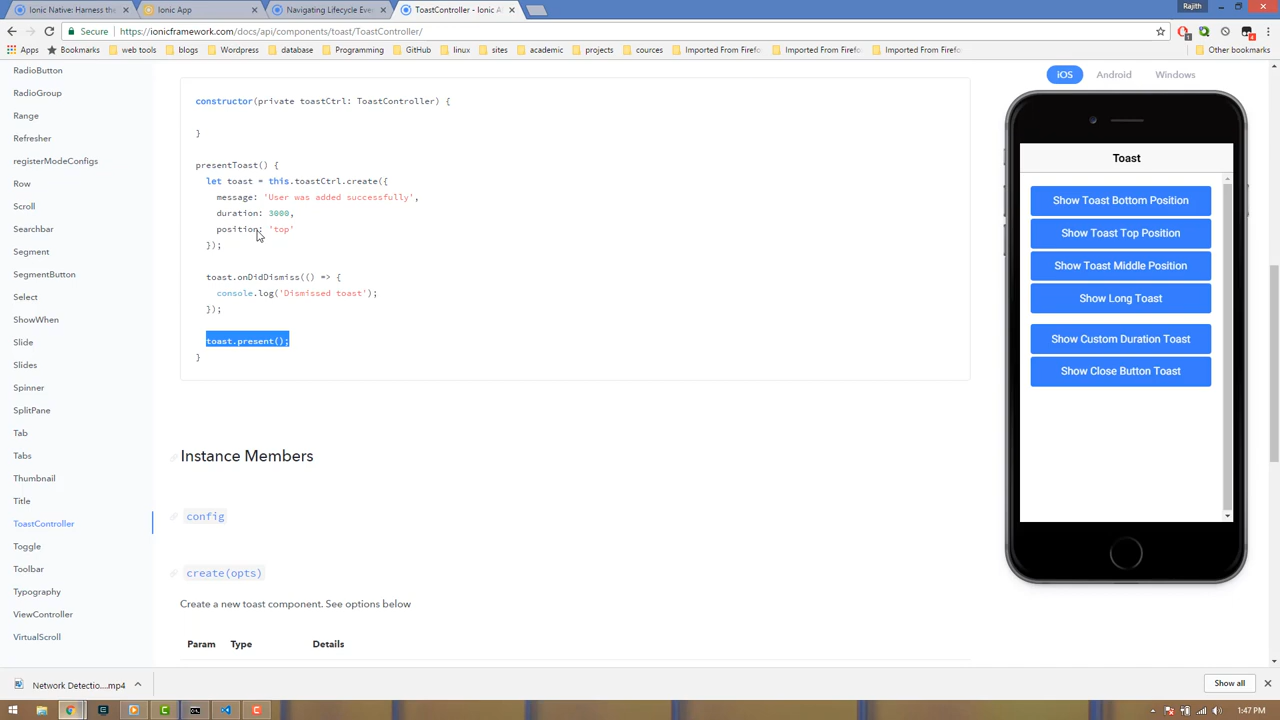 Ionic Native: Harness the
Ionic App
Navigating Lifecycle Eve
ToastController - Ionic A
Rajith
Secure
https://ionicframework.com/docs/api/components/toast/ToastController/
Apps
Bookmarks
web tools
blogs
Wordpress
database
Programming
GitHub
linux
sites
academic
projects
cources
Imported From Firefo
Imported From Firefo
Imported From Firefo
Other bookmarks
RadioButton
RadioGroup
Range
Refresher
registerModeConfigs
Row
Scroll
Searchbar
Segment
SegmentButton
Select
ShowWhen
Slide
Slides
Spinner
SplitPane
Tab
Tabs
Thumbnail
Title
ToastController
Toggle
Toolbar
Typography
ViewController
VirtualScroll
constructor(private toastCtrl: ToastController) {
}
presentToast() {
let toast = this.toastCtrl.create({
message: 'User was added successfully',
duration: 3000,
position: 'top'
});
toast.onDidDismiss(() => {
console.log('Dismissed toast');
});
toast.present();
}
Instance Members
config
create(opts)
Create a new toast component. See options below
Param Type Details
iOS Android Windows
Toast
Show Toast Bottom Position
Show Toast Top Position
Show Toast Middle Position
Show Long Toast
Show Custom Duration Toast
Show Close Button Toast
Network Detectio....mp4
Show all
1:47 PM